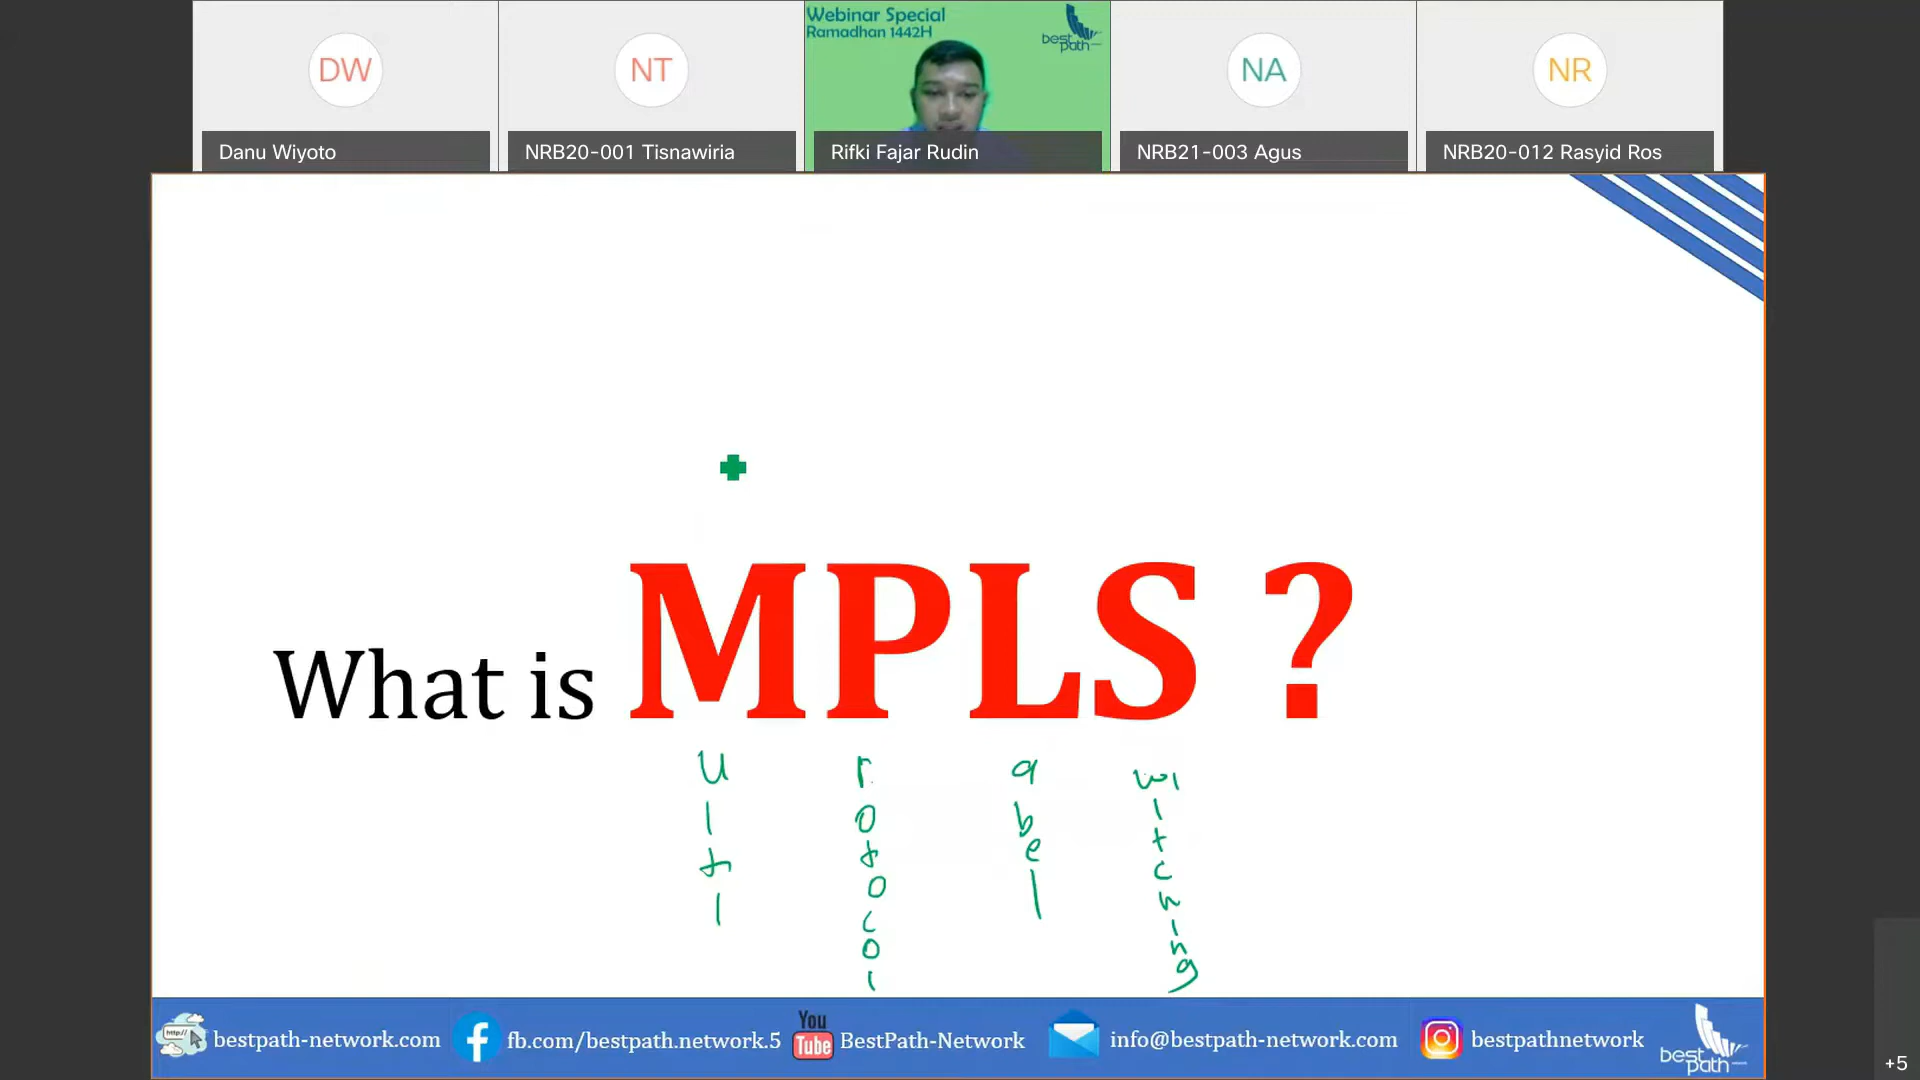 DW
NT
Webinar Special
Ramadhan 1442H
best
path
NA
NR
Danu Wiyoto
NRB20-001 Tisnawiria
Rifki Fajar Rudin
NRB21-003 Agus
NRB20-012 Rasyid Ros
What is MPLS ?
ulti
rotocol
abel
witching
http://
bestpath-network.com
fb.com/bestpath.network.5
You
Tube
BestPath-Network
info@bestpath-network.com
bestpathnetwork
best
path
+5